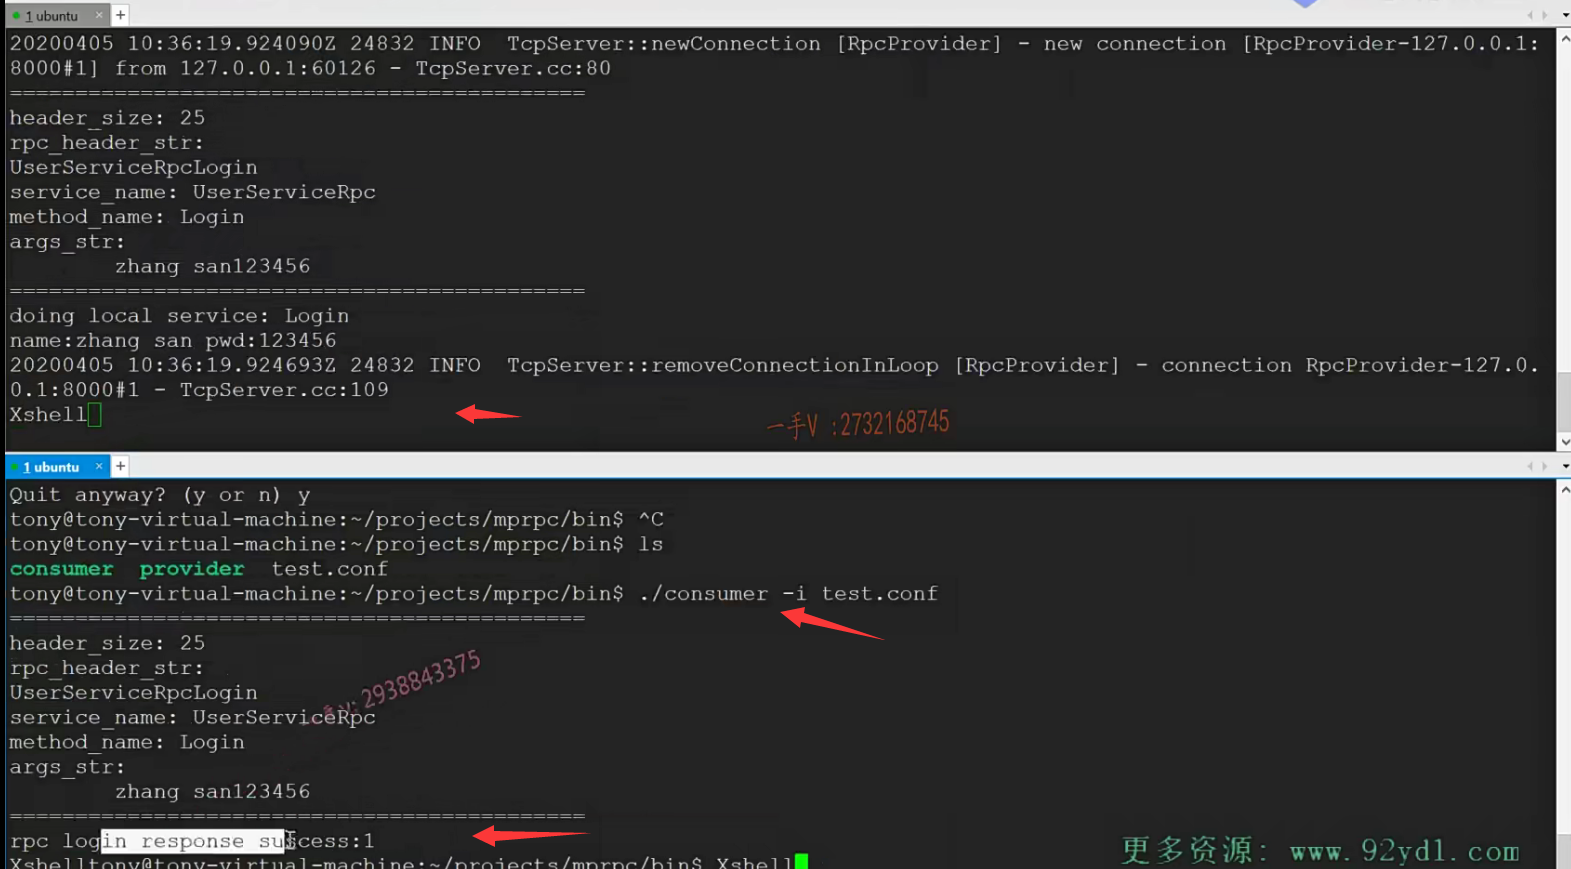 1 ubuntu × +
20200405 10:36:19.924090Z 24832 INFO  TcpServer::newConnection [RpcProvider] - new connection [RpcProvider-127.0.0.1:
8000#1] from 127.0.0.1:60126 - TcpServer.cc:80
============================================
header_size: 25
rpc_header_str:
UserServiceRpcLogin
service_name: UserServiceRpc
method_name: Login
args_str:
        zhang san123456
============================================
doing local service: Login
name:zhang san pwd:123456
20200405 10:36:19.924693Z 24832 INFO  TcpServer::removeConnectionInLoop [RpcProvider] - connection RpcProvider-127.0.
0.1:8000#1 - TcpServer.cc:109
Xshell
一手V :2732168745
1 ubuntu × +
Quit anyway? (y or n) y
tony@tony-virtual-machine:~/projects/mprpc/bin$ ^C
tony@tony-virtual-machine:~/projects/mprpc/bin$ ls
consumer  provider  test.conf
tony@tony-virtual-machine:~/projects/mprpc/bin$ ./consumer -i test.conf
============================================
header_size: 25
rpc_header_str:
UserServiceRpcLogin
service_name: UserServiceRpc
method_name: Login
args_str:
        zhang san123456
============================================
一手V: 2938843375
rpc login response success:1
Xshelltony@tony-virtual-machine:~/projects/mprpc/bin$ Xshell
更多资源: www.92ydl.com